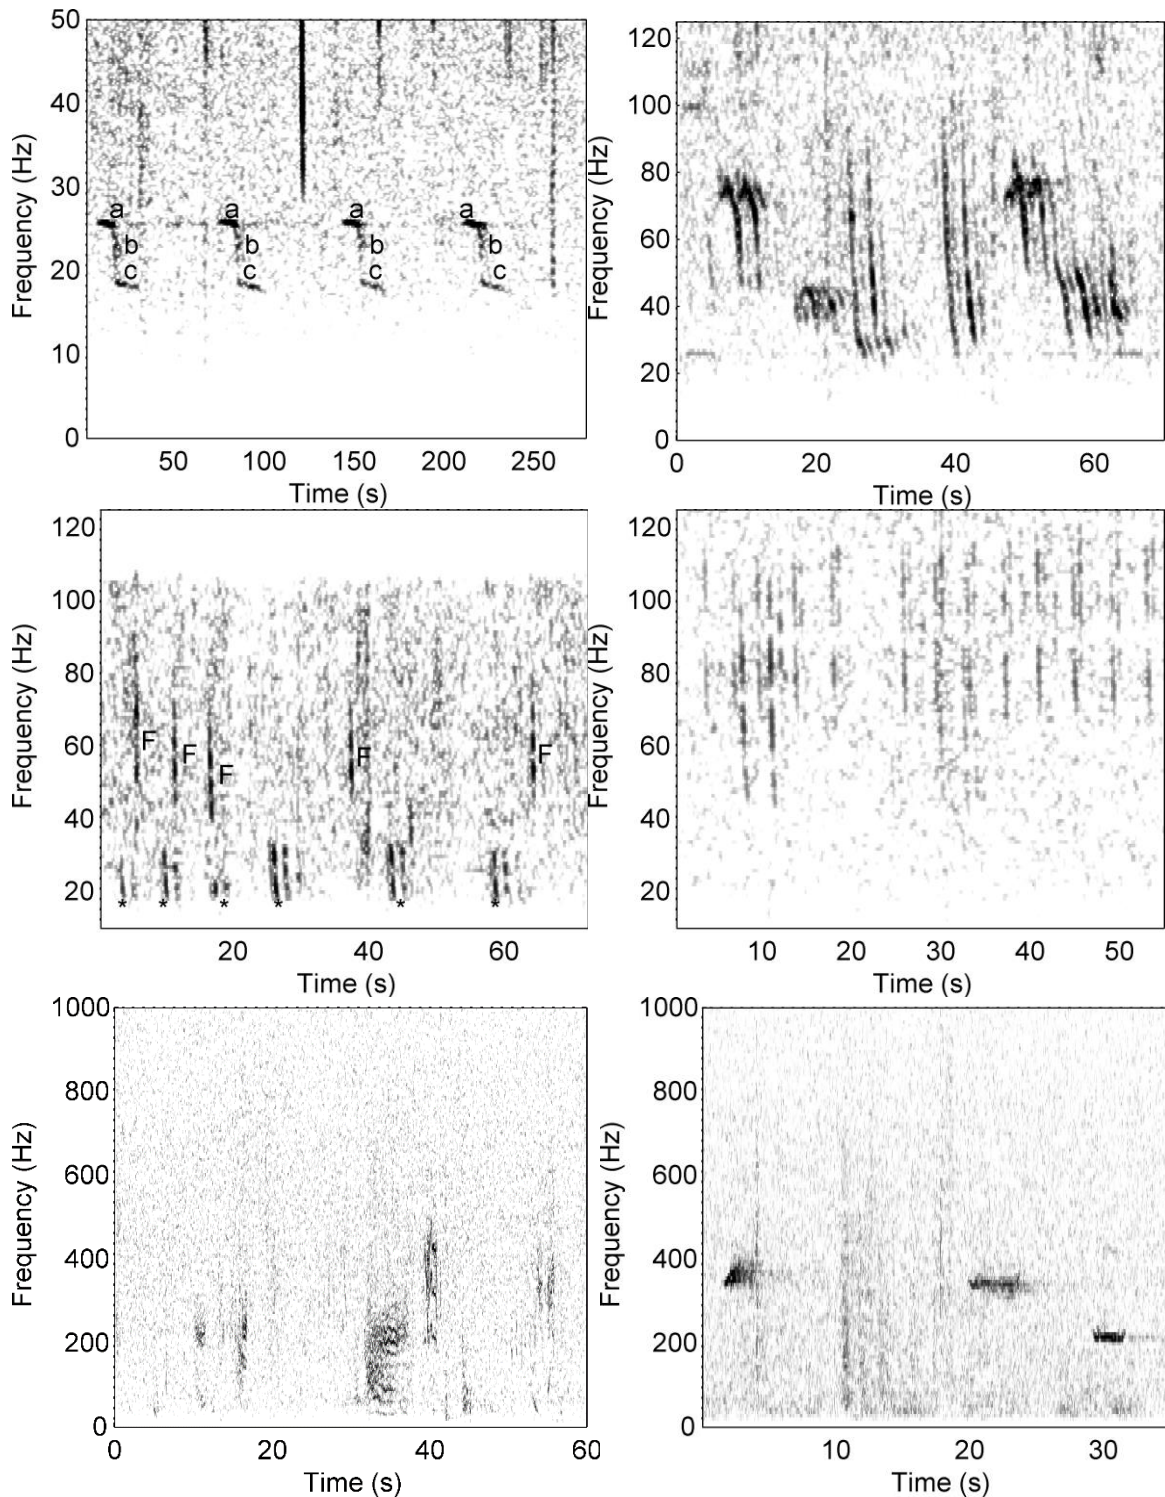 50
40
30
20
10
0
Frequency (Hz)
a a a a
b b b b
c c c c
50 100 150 200 250
Time (s)
120
100
80
60
40
20
0
Frequency (Hz)
0 20 40 60
Time (s)
120
100
80
60
40
20
Frequency (Hz)
F F F F F
* * * * * *
20 40 60
Time (s)
120
100
80
60
40
20
Frequency (Hz)
10 20 30 40 50
Time (s)
1000
800
600
400
200
0
Frequency (Hz)
0 20 40 60
Time (s)
1000
800
600
400
200
0
Frequency (Hz)
10 20 30
Time (s)